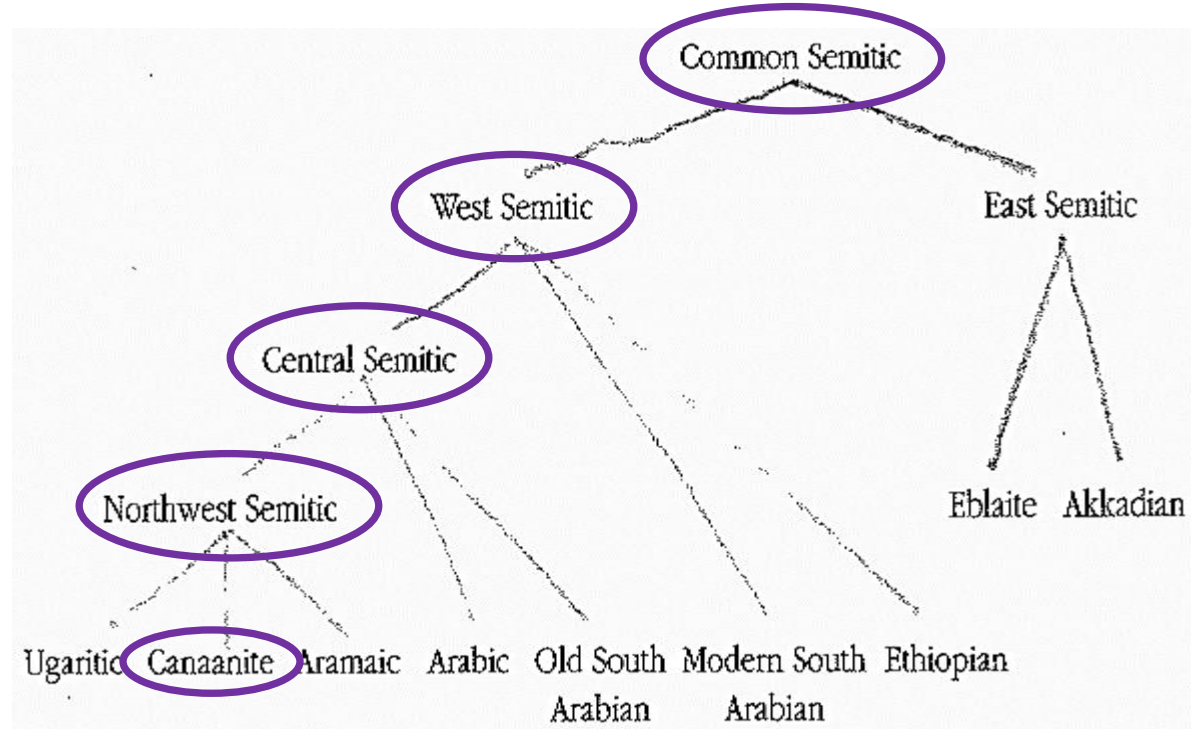 Common Semitic
West Semitic
East Semitic
Central Semitic
Northwest Semitic
Eblaite Akkadian
Ugaritic Canaanite Aramaic Arabic Old South Modern South Ethiopian
Arabian Arabian